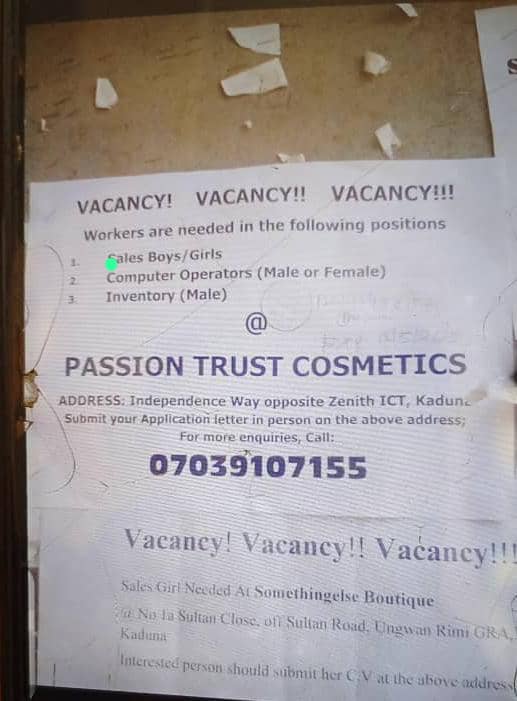 VACANCY! VACANCY!! VACANCY!!!
Workers are needed in the following positions
1. Sales Boys/Girls
2. Computer Operators (Male or Female)
3. Inventory (Male)
@
PASSION TRUST COSMETICS
ADDRESS: Independence Way opposite Zenith ICT, Kaduna
Submit your Application letter in person on the above address;
For more enquiries, Call:
07039107155
Vacancy! Vacancy!! Vacancy!!!
Sales Girl Needed At Somethingelse Boutique
@ No 1a Sultan Close, off Sultan Road, Ungwan Rimi GRA,
Kaduna
Interested person should submit her C.V at the above address